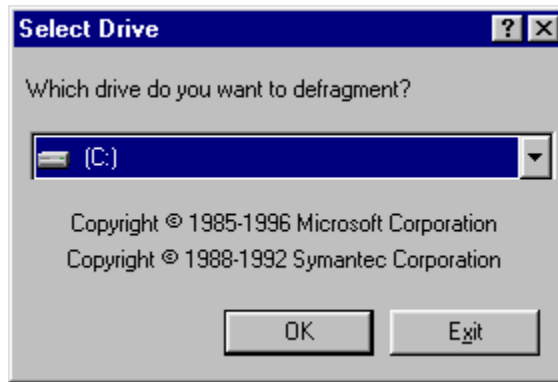 Select Drive
Which drive do you want to defragment?
(C:)
Copyright © 1985-1996 Microsoft Corporation
Copyright © 1988-1992 Symantec Corporation
OK Exit